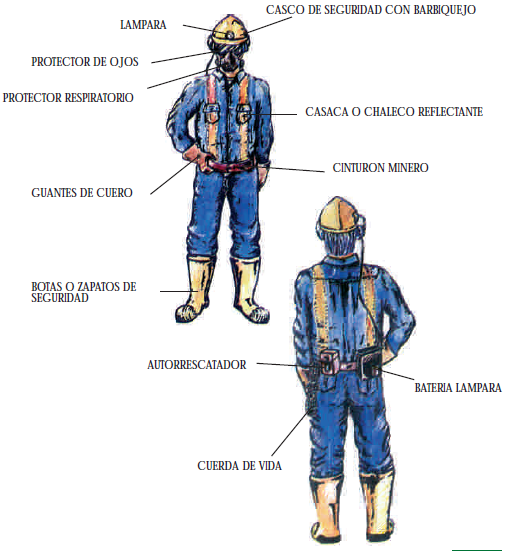 LAMPARA
CASCO DE SEGURIDAD CON BARBIQUEJO
PROTECTOR DE OJOS
PROTECTOR RESPIRATORIO
CASACA O CHALECO REFLECTANTE
CINTURON MINERO
GUANTES DE CUERO
BOTAS O ZAPATOS DE
SEGURIDAD
AUTORRESCATADOR
BATERIA LAMPARA
CUERDA DE VIDA